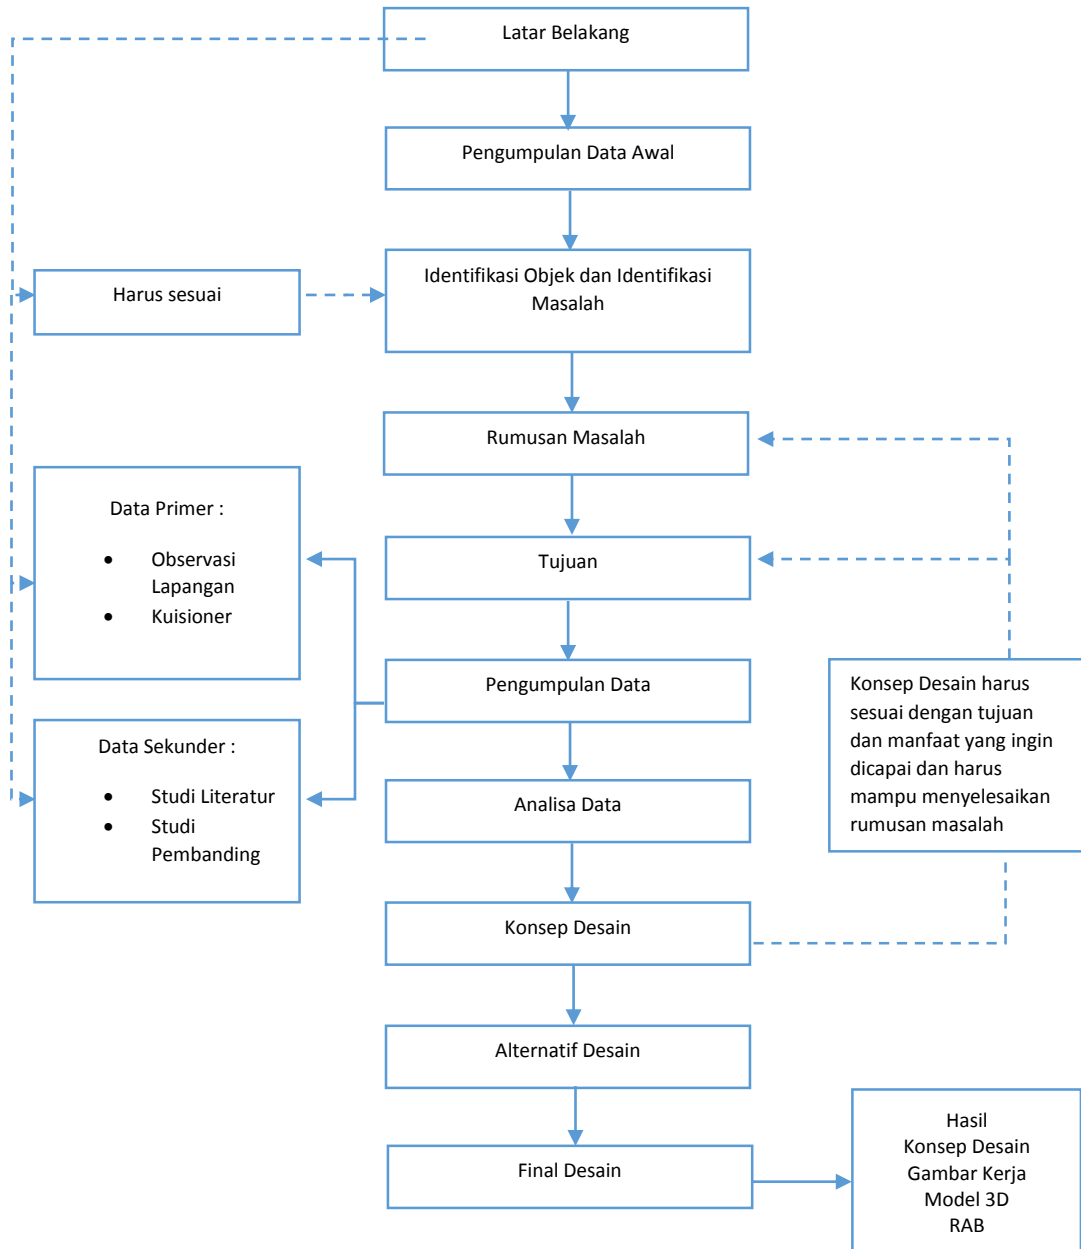 Latar Belakang
Pengumpulan Data Awal
Identifikasi Objek dan Identifikasi
Masalah
Harus sesuai
Rumusan Masalah
Data Primer :
• Observasi
Lapangan
• Kuisioner
Tujuan
Pengumpulan Data
Konsep Desain harus
sesuai dengan tujuan
dan manfaat yang ingin
dicapai dan harus
mampu menyelesaikan
rumusan masalah
Data Sekunder :
• Studi Literatur
• Studi
Pembanding
Analisa Data
Konsep Desain
Alternatif Desain
Final Desain
Hasil
Konsep Desain
Gambar Kerja
Model 3D
RAB